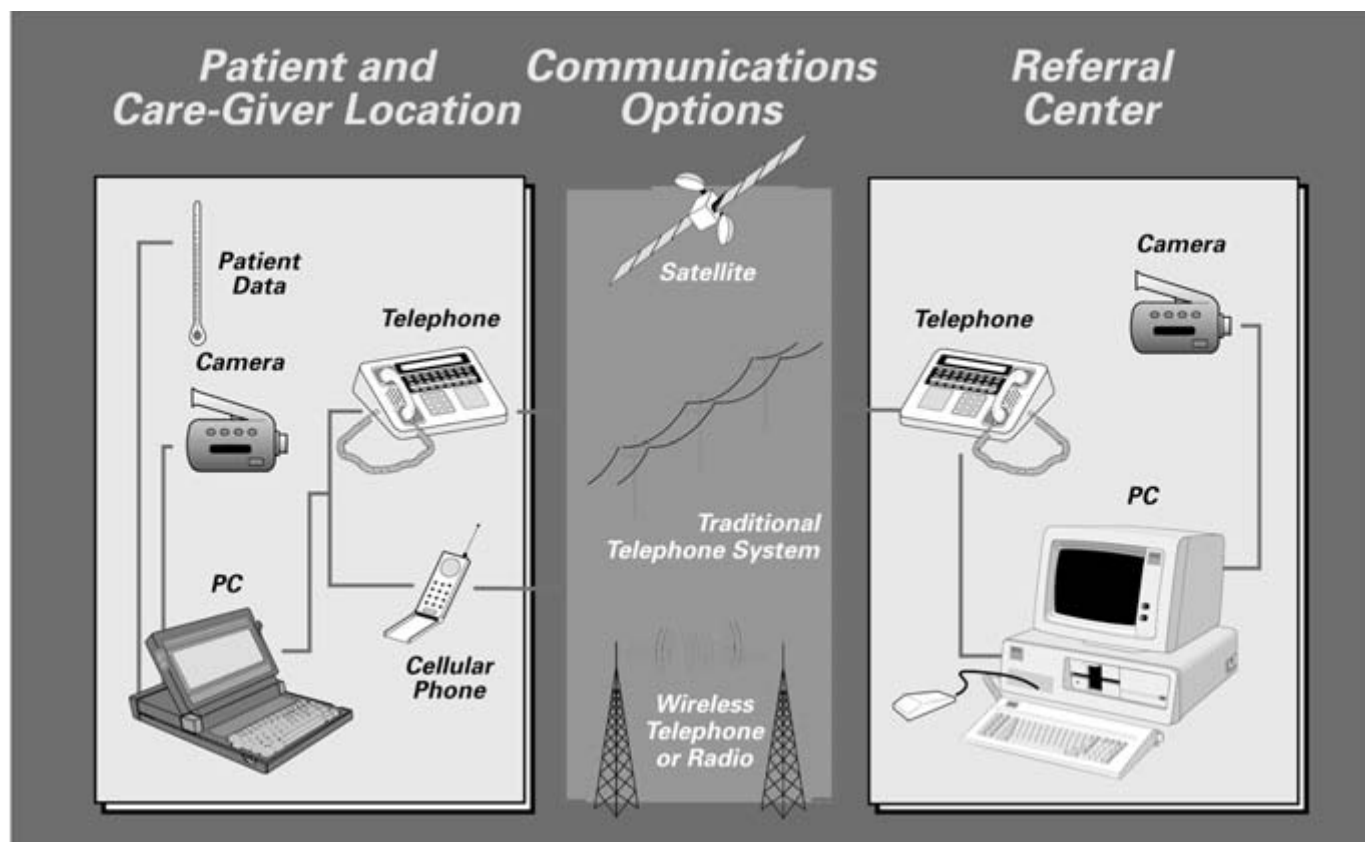 Patient and
Care-Giver Location
Communications
Options
Referral
Center
Patient
Data
Camera
Telephone
PC
Cellular
Phone
Satellite
Traditional
Telephone System
Wireless
Telephone
or Radio
Camera
Telephone
PC